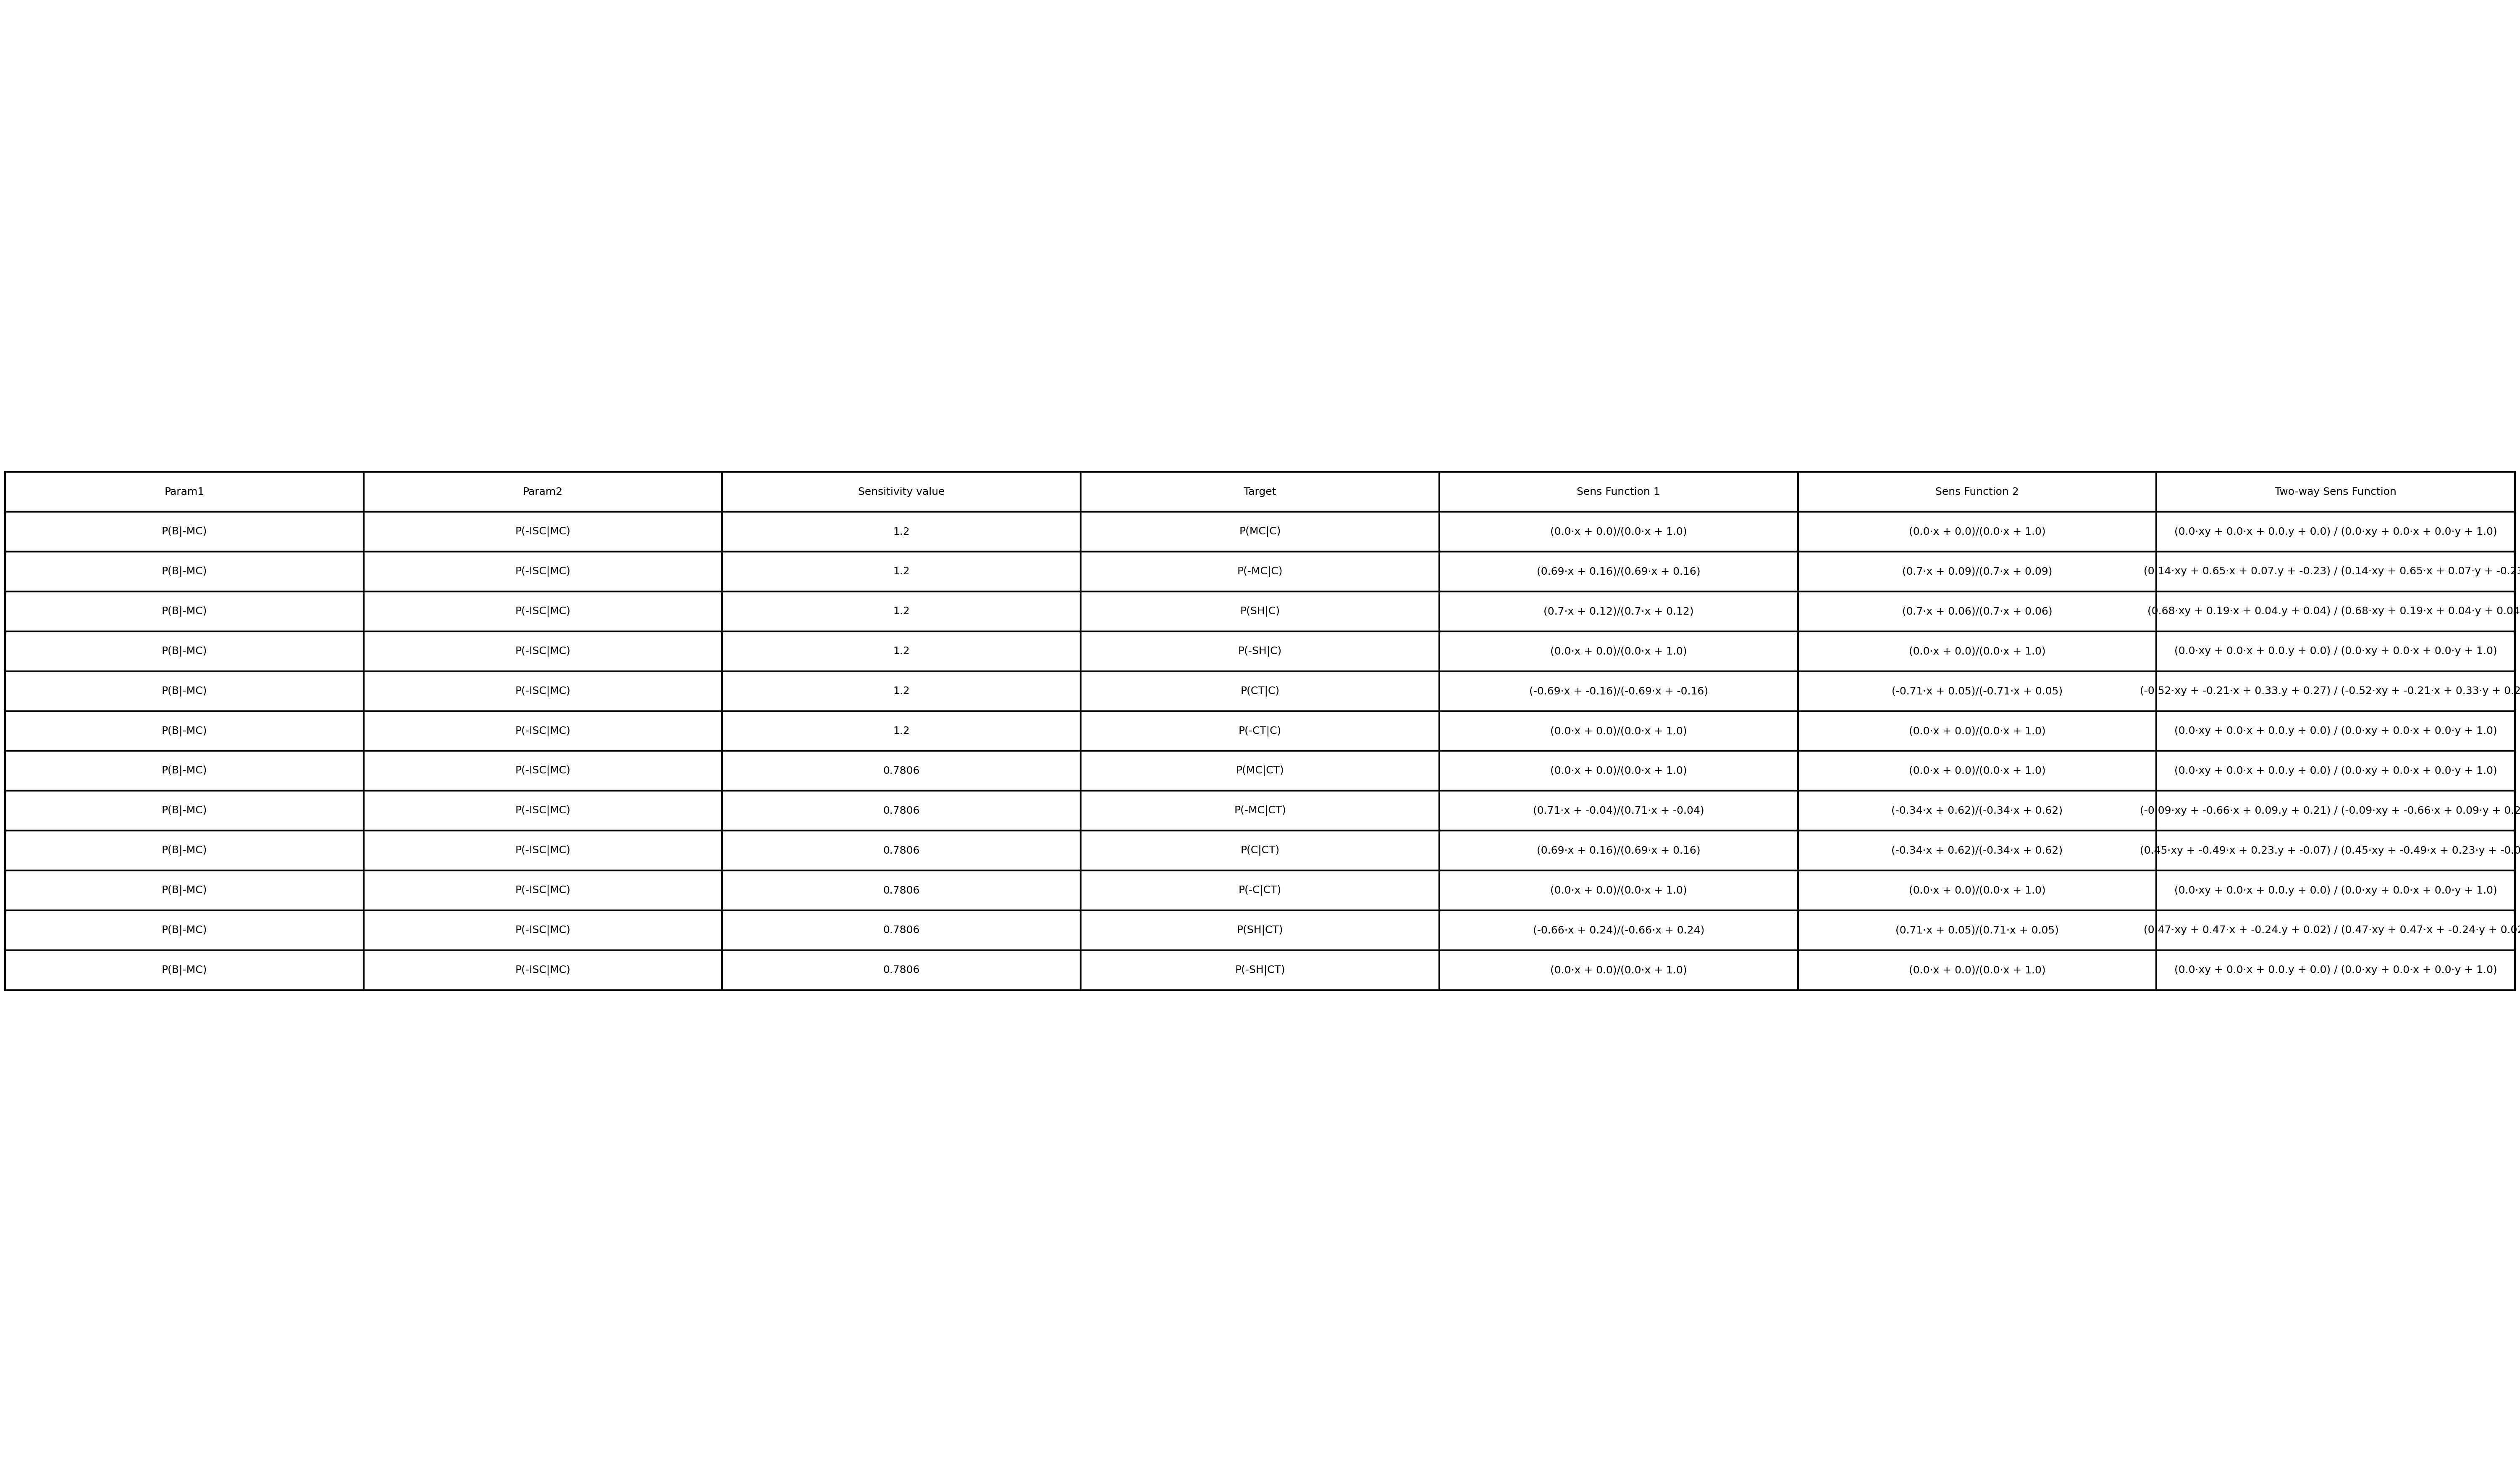 Param1 Param2 Sensitivity value Target Sens Function 1 Sens Function 2 Two-way Sens Function
P(B|-MC) P(-ISC|MC) 1.2 P(MC|C) (0.0·x + 0.0)/(0.0·x + 1.0) (0.0·x + 0.0)/(0.0·x + 1.0) (0.0·xy + 0.0·x + 0.0.y + 0.0) / (0.0·xy + 0.0·x + 0.0·y + 1.0)
P(B|-MC) P(-ISC|MC) 1.2 P(-MC|C) (0.69·x + 0.16)/(0.69·x + 0.16) (0.7·x + 0.09)/(0.7·x + 0.09) (0.14·xy + 0.65·x + 0.07.y + -0.23) / (0.14·xy + 0.65·x + 0.07·y + -0.23
P(B|-MC) P(-ISC|MC) 1.2 P(SH|C) (0.7·x + 0.12)/(0.7·x + 0.12) (0.7·x + 0.06)/(0.7·x + 0.06) (0.68·xy + 0.19·x + 0.04.y + 0.04) / (0.68·xy + 0.19·x + 0.04·y + 0.04
P(B|-MC) P(-ISC|MC) 1.2 P(-SH|C) (0.0·x + 0.0)/(0.0·x + 1.0) (0.0·x + 0.0)/(0.0·x + 1.0) (0.0·xy + 0.0·x + 0.0.y + 0.0) / (0.0·xy + 0.0·x + 0.0·y + 1.0)
P(B|-MC) P(-ISC|MC) 1.2 P(CT|C) (-0.69·x + -0.16)/(-0.69·x + -0.16) (-0.71·x + 0.05)/(-0.71·x + 0.05) (-0.52·xy + -0.21·x + 0.33.y + 0.27) / (-0.52·xy + -0.21·x + 0.33·y + 0.2
P(B|-MC) P(-ISC|MC) 1.2 P(-CT|C) (0.0·x + 0.0)/(0.0·x + 1.0) (0.0·x + 0.0)/(0.0·x + 1.0) (0.0·xy + 0.0·x + 0.0.y + 0.0) / (0.0·xy + 0.0·x + 0.0·y + 1.0)
P(B|-MC) P(-ISC|MC) 0.7806 P(MC|CT) (0.0·x + 0.0)/(0.0·x + 1.0) (0.0·x + 0.0)/(0.0·x + 1.0) (0.0·xy + 0.0·x + 0.0.y + 0.0) / (0.0·xy + 0.0·x + 0.0·y + 1.0)
P(B|-MC) P(-ISC|MC) 0.7806 P(-MC|CT) (0.71·x + -0.04)/(0.71·x + -0.04) (-0.34·x + 0.62)/(-0.34·x + 0.62) (-0.09·xy + -0.66·x + 0.09.y + 0.21) / (-0.09·xy + -0.66·x + 0.09·y + 0.2
P(B|-MC) P(-ISC|MC) 0.7806 P(C|CT) (0.69·x + 0.16)/(0.69·x + 0.16) (-0.34·x + 0.62)/(-0.34·x + 0.62) (0.45·xy + -0.49·x + 0.23.y + -0.07) / (0.45·xy + -0.49·x + 0.23·y + -0.0
P(B|-MC) P(-ISC|MC) 0.7806 P(-C|CT) (0.0·x + 0.0)/(0.0·x + 1.0) (0.0·x + 0.0)/(0.0·x + 1.0) (0.0·xy + 0.0·x + 0.0.y + 0.0) / (0.0·xy + 0.0·x + 0.0·y + 1.0)
P(B|-MC) P(-ISC|MC) 0.7806 P(SH|CT) (-0.66·x + 0.24)/(-0.66·x + 0.24) (0.71·x + 0.05)/(0.71·x + 0.05) (0.47·xy + 0.47·x + -0.24.y + 0.02) / (0.47·xy + 0.47·x + -0.24·y + 0.02
P(B|-MC) P(-ISC|MC) 0.7806 P(-SH|CT) (0.0·x + 0.0)/(0.0·x + 1.0) (0.0·x + 0.0)/(0.0·x + 1.0) (0.0·xy + 0.0·x + 0.0.y + 0.0) / (0.0·xy + 0.0·x + 0.0·y + 1.0)